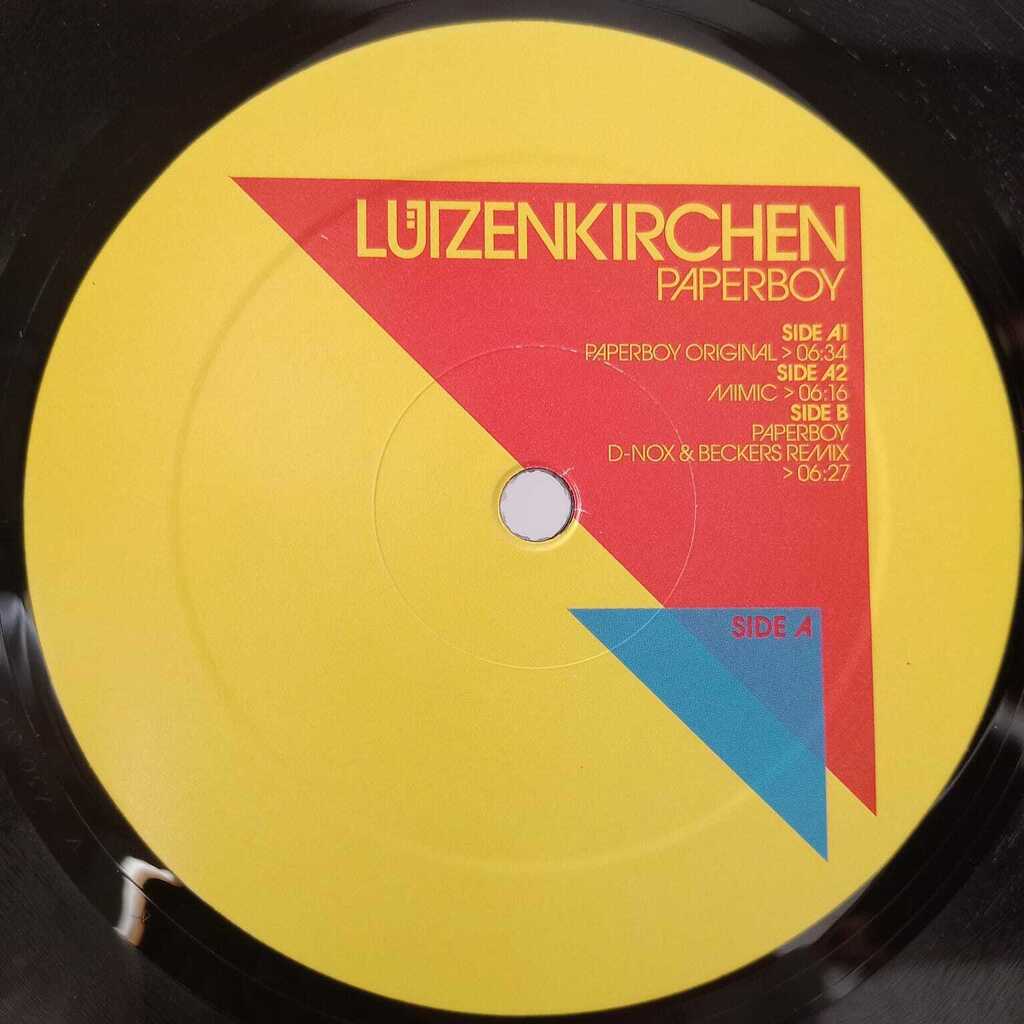 LÜTZENKIRCHEN
PAPERBOY
SIDE A1
PAPERBOY ORIGINAL > 06:34
SIDE A2
MIMIC > 06:16
SIDE B
PAPERBOY
D-NOX & BECKERS REMIX
> 06:27
SIDE A